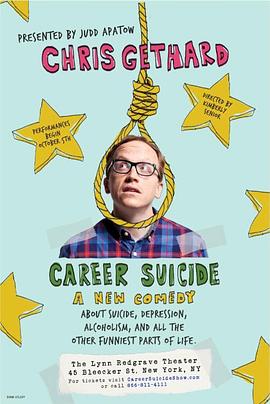 PRESENTED BY JUDD APATOW
CHRIS GETHARD
PERFORMANCES
BEGIN
OCTOBER 5TH
DIRECTED BY
KIMBERLY
SENIOR
CAREER SUICIDE
A NEW COMEDY
ABOUT SUICIDE, DEPRESSION,
ALCOHOLISM, AND ALL THE
OTHER FUNNIEST PARTS OF LIFE.
The Lynn Redgrave Theater
45 Bleecker St. New York, NY
For tickets visit CareerSuicideShow.com
or call 866-811-4111